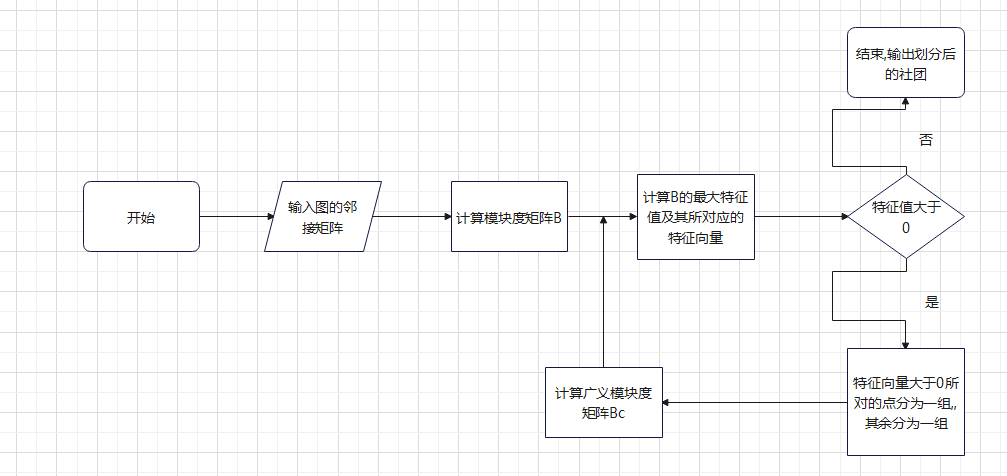 开始
输入图的邻
接矩阵
计算模块度矩阵B
计算B的最大特征
值及其所对应的
特征向量
特征值大于
0
否
结束,输出划分后
的社团
是
特征向量大于0所
对的点分为一组,,
其余分为一组
计算广义模块度
矩阵Bc